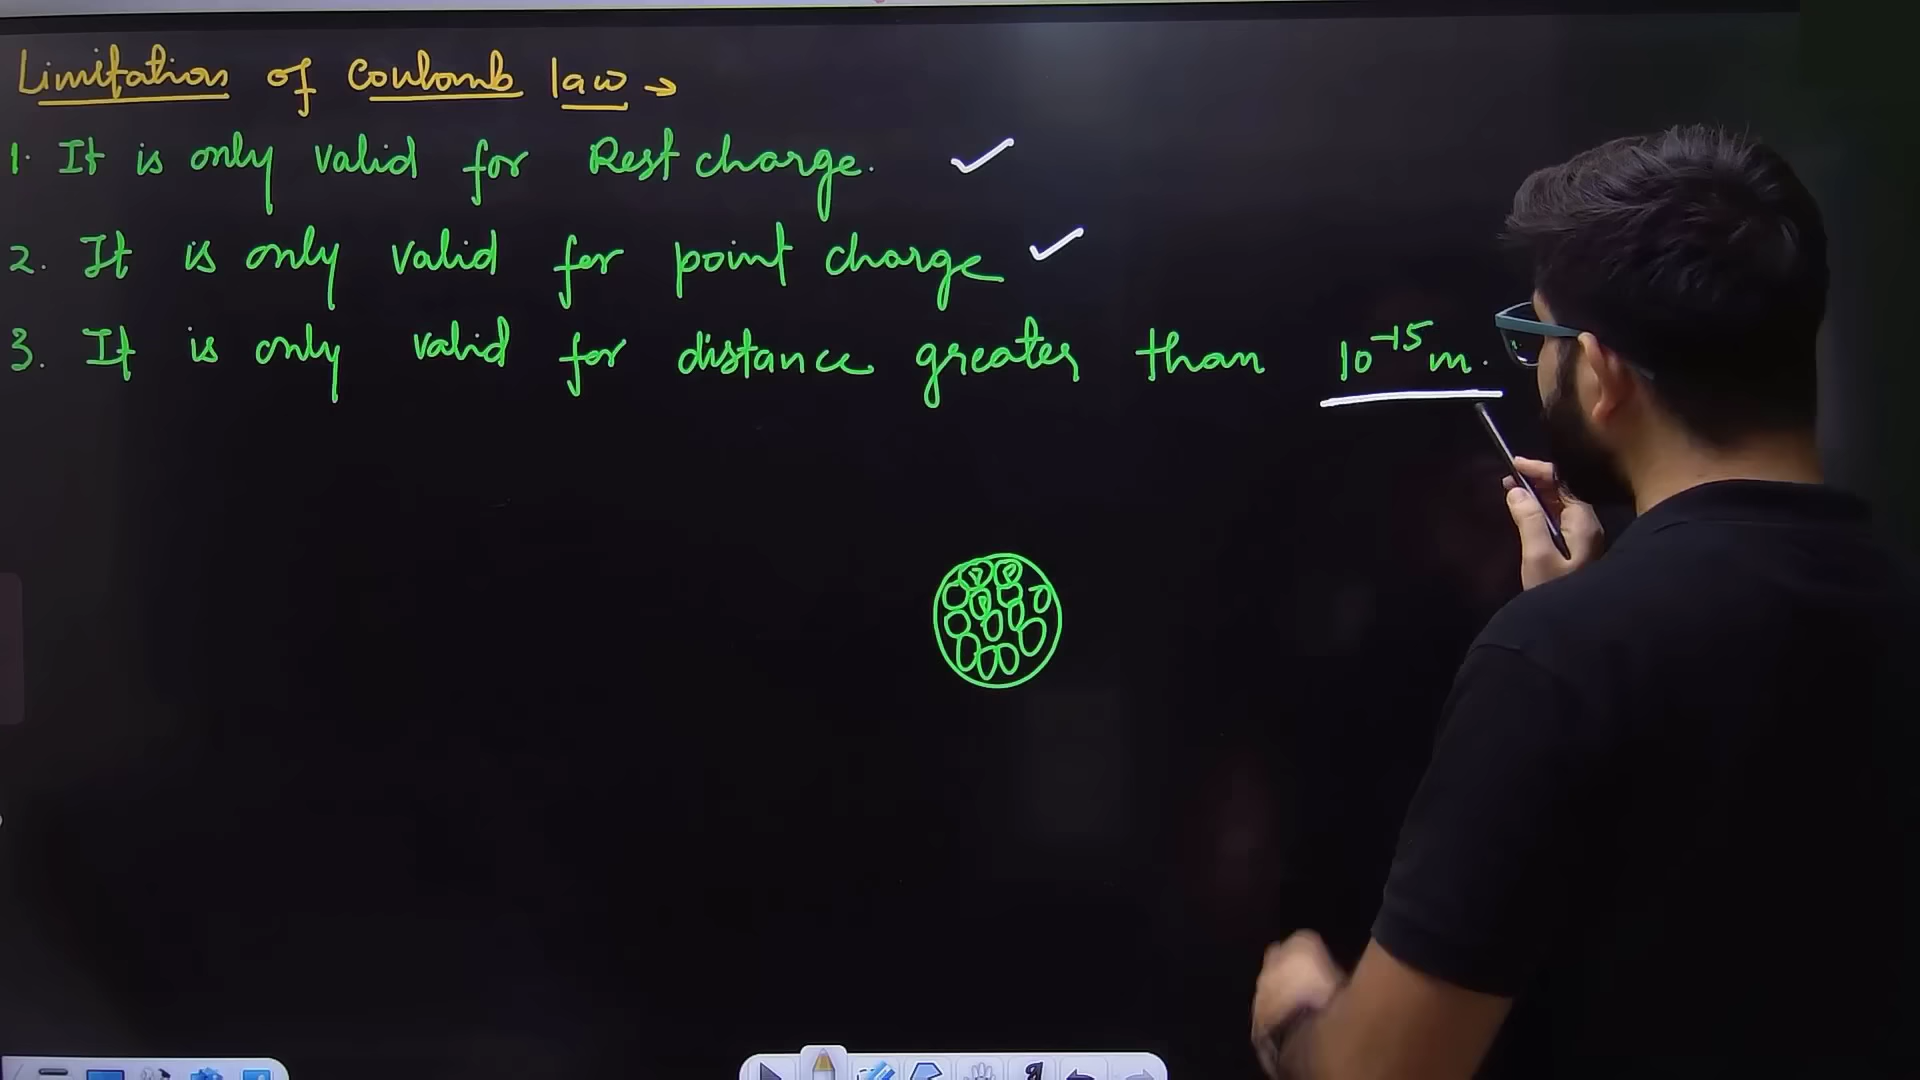 Limitation of Coulomb law →
1. It is only valid for Rest charge.
2. It is only valid for point charge
3. It is only valid for distance greater than 10⁻¹⁵m.